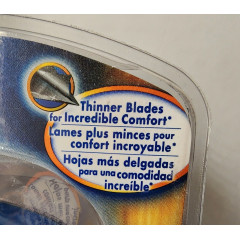 Thinner Blades
for Incredible Comfort*
Lames plus minces pour
confort incroyable*
Hojas más delgadas
para una comodidad
increíble*